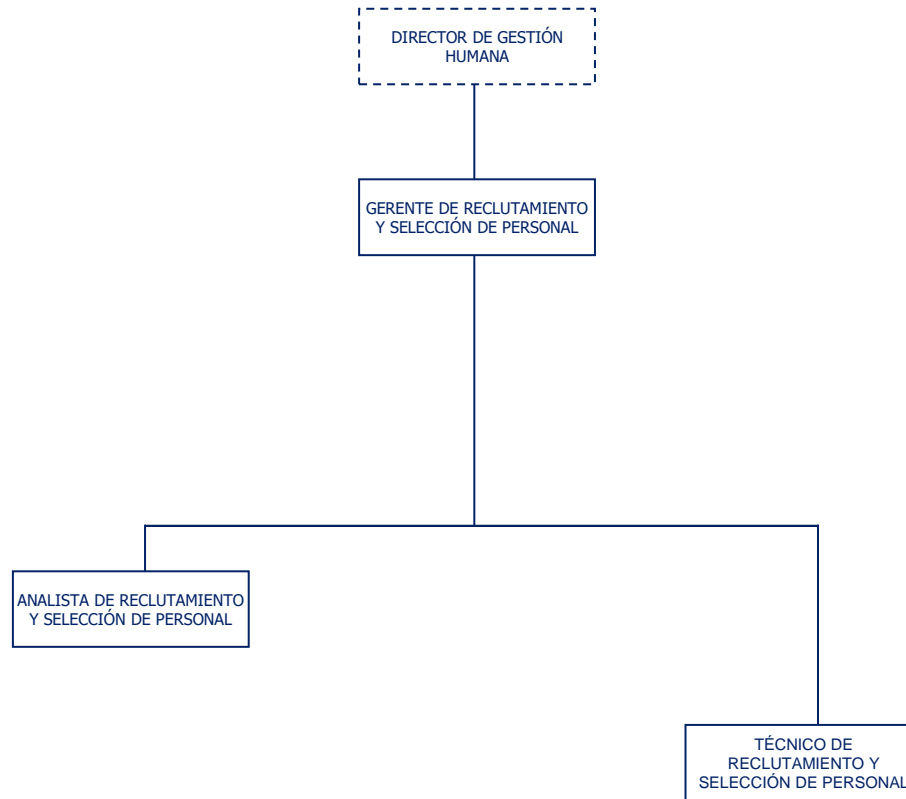 DIRECTOR DE GESTIÓN
HUMANA
GERENTE DE RECLUTAMIENTO
Y SELECCIÓN DE PERSONAL
ANALISTA DE RECLUTAMIENTO
Y SELECCIÓN DE PERSONAL
TÉCNICO DE
RECLUTAMIENTO Y
SELECCIÓN DE PERSONAL